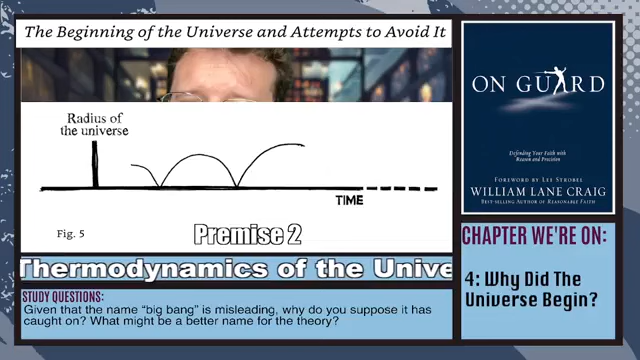 The Beginning of the Universe and Attempts to Avoid It
Radius of
the universe
TIME
Fig. 5
Premise 2
Thermodynamics of the Unive
STUDY QUESTIONS:
Given that the name “big bang” is misleading, why do you suppose it has
caught on? What might be a better name for the theory?
ON GUARD
Defending Your Faith with
Reason and Precision
FOREWORD BY LEE STROBEL
WILLIAM LANE CRAIG
BEST-SELLING AUTHOR OF REASONABLE FAITH
CHAPTER WE'RE ON:
4: Why Did The
Universe Begin?